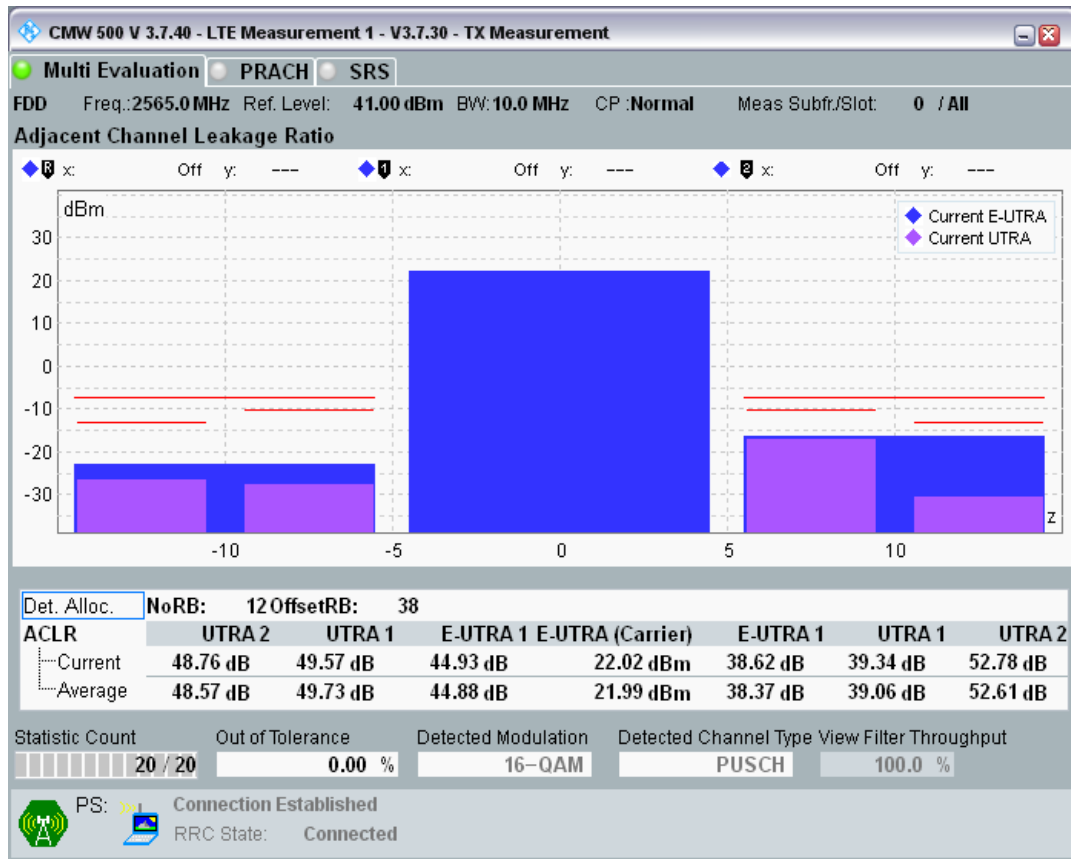 CMW 500 V 3.7.40 - LTE Measurement 1 - V3.7.30 - TX Measurement
Multi Evaluation PRACH SRS
FDD Freq.:2565.0 MHz Ref. Level: 41.00 dBm BW:10.0 MHz CP :Normal Meas Subfr./Slot: 0 / All
Adjacent Channel Leakage Ratio
R x: Off y: --- 1 x: Off y: --- 2 x: Off y: ---
dBm
Current E-UTRA
Current UTRA
30
20
10
0
-10
-20
-30
z
-10 -5 0 5 10
Det. Alloc. NoRB: 12 OffsetRB: 38
ACLR UTRA 2 UTRA 1 E-UTRA 1 E-UTRA (Carrier) E-UTRA 1 UTRA 1 UTRA 2
Current 48.76 dB 49.57 dB 44.93 dB 22.02 dBm 38.62 dB 39.34 dB 52.78 dB
Average 48.57 dB 49.73 dB 44.88 dB 21.99 dBm 38.37 dB 39.06 dB 52.61 dB
Statistic Count Out of Tolerance Detected Modulation Detected Channel Type View Filter Throughput
20 / 20 0.00 % 16-QAM PUSCH 100.0 %
PS: Connection Established
RRC State: Connected